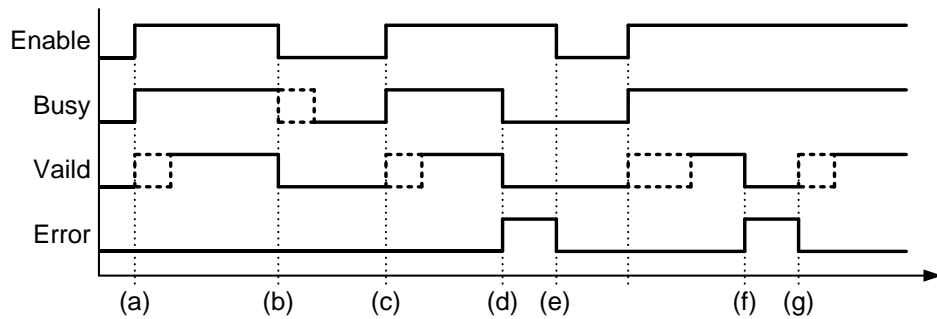 Enable
Busy
Vaild
Error
(a) (b) (c) (d) (e) (f) (g)